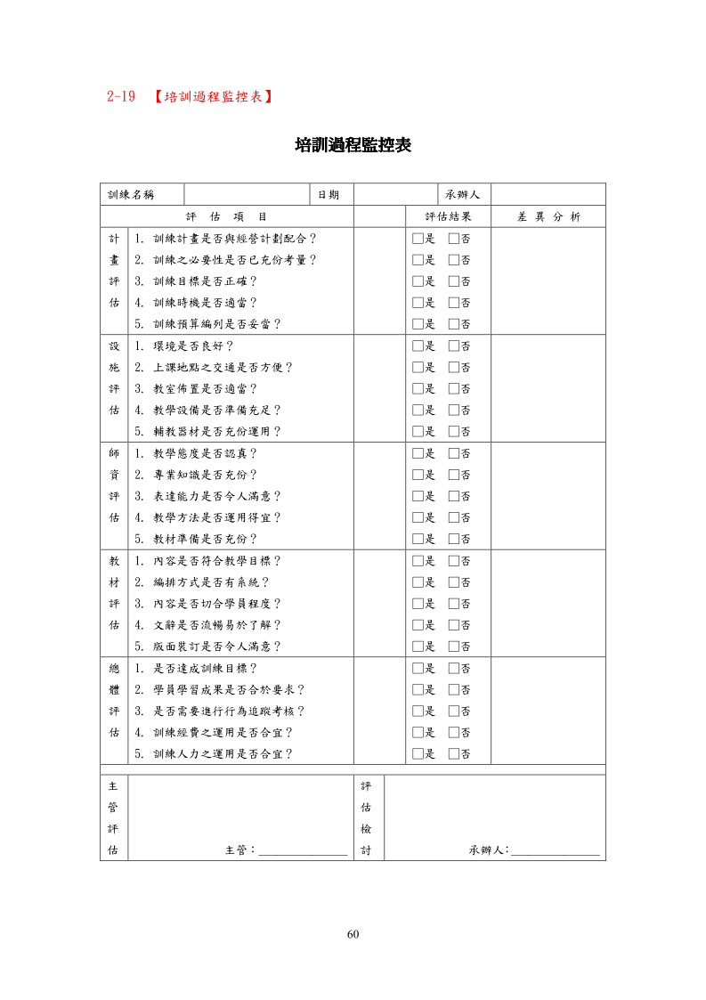 2-19 【培訓過程監控表】
培訓過程監控表
訓練名稱 日期 承辦人
評 估 項 目 評估結果 差 異 分 析
計畫評估
1. 訓練計畫是否與經營計劃配合? □是 □否
2. 訓練之必要性是否已充份考量? □是 □否
3. 訓練目標是否正確? □是 □否
4. 訓練時機是否適當? □是 □否
5. 訓練預算編列是否妥當? □是 □否
設施評估
1. 環境是否良好? □是 □否
2. 上課地點之交通是否方便? □是 □否
3. 教室佈置是否適當? □是 □否
4. 教學設備是否準備充足? □是 □否
5. 輔教器材是否充份運用? □是 □否
師資評估
1. 教學態度是否認真? □是 □否
2. 專業知識是否充份? □是 □否
3. 表達能力是否令人滿意? □是 □否
4. 教學方法是否運用得宜? □是 □否
5. 教材準備是否充份? □是 □否
教材評估
1. 內容是否符合教學目標? □是 □否
2. 編排方式是否有系統? □是 □否
3. 內容是否切合學員程度? □是 □否
4. 文辭是否流暢易於了解? □是 □否
5. 版面裝訂是否令人滿意? □是 □否
總體評估
1. 是否達成訓練目標? □是 □否
2. 學員學習成果是否合於要求? □是 □否
3. 是否需要進行行為追蹤考核? □是 □否
4. 訓練經費之運用是否合宜? □是 □否
5. 訓練人力之運用是否合宜? □是 □否
主管評估
主管:_______________
評估檢討
承辦人:_______________
60